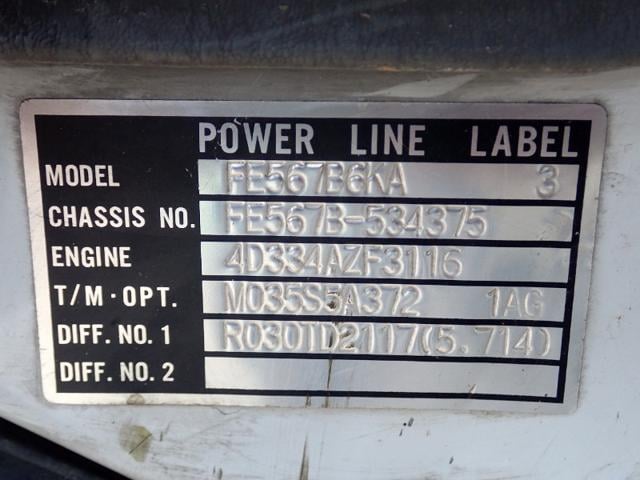 POWER LINE LABEL
MODEL FE567B6KA 3
CHASSIS NO. FE567B-534375
ENGINE 4D334AZF3116
T/M·OPT. M035S5A372 1AG
DIFF. NO. 1 R030TD2117(5.714)
DIFF. NO. 2